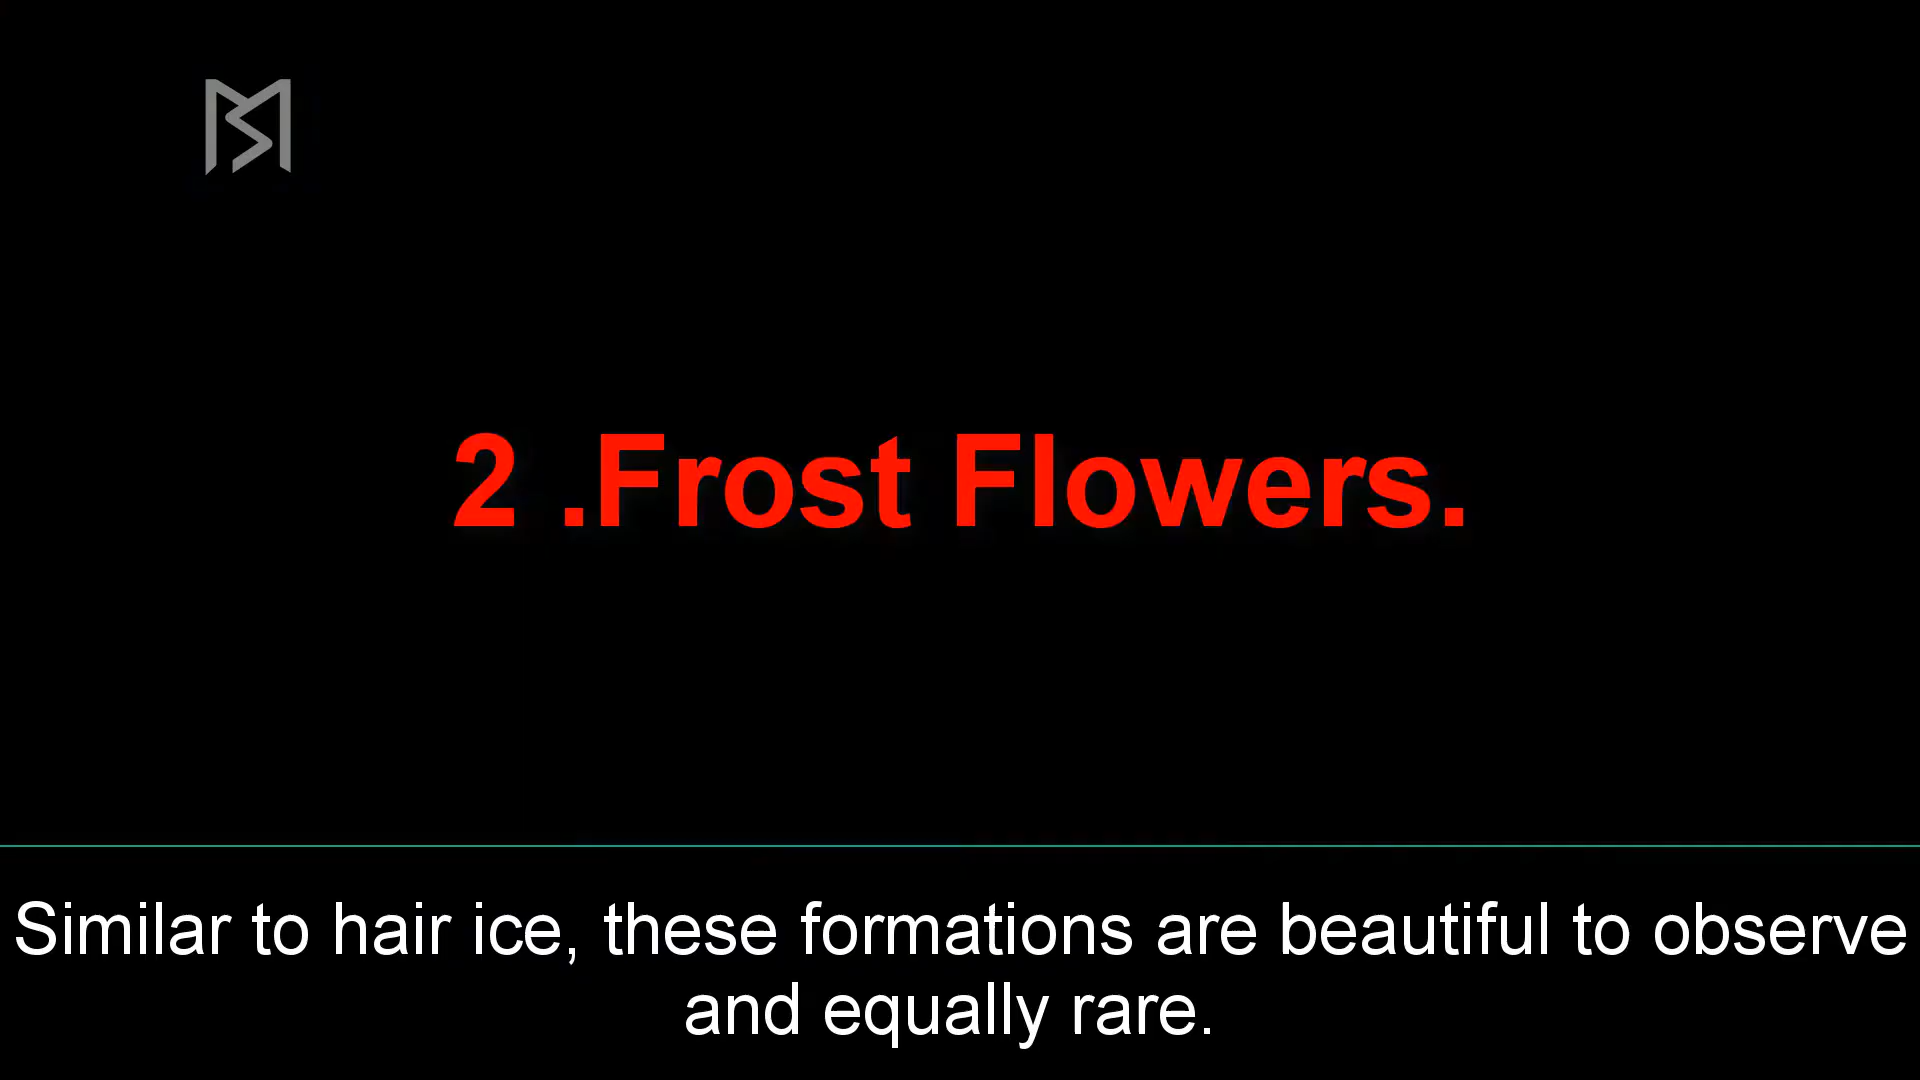 2 .Frost Flowers.
Similar to hair ice, these formations are beautiful to observe
and equally rare.